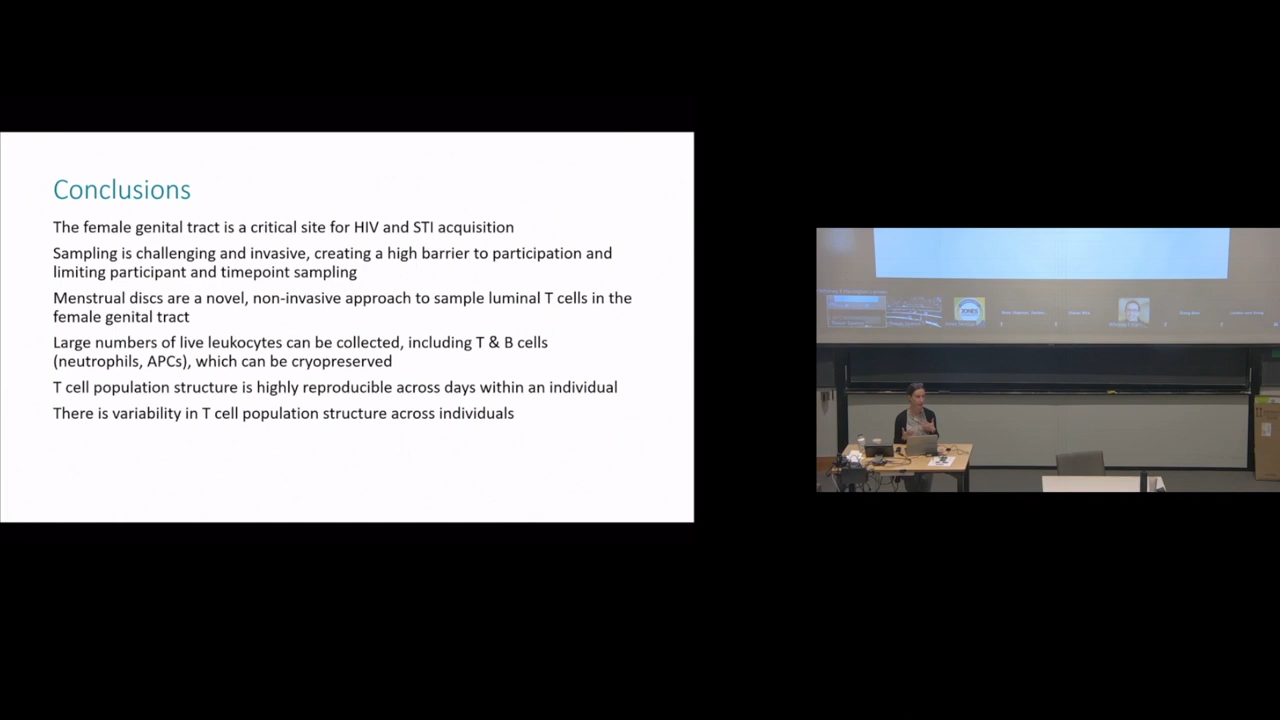 Conclusions
The female genital tract is a critical site for HIV and STI acquisition
Sampling is challenging and invasive, creating a high barrier to participation and
limiting participant and timepoint sampling
Menstrual discs are a novel, non-invasive approach to sample luminal T cells in the
female genital tract
Large numbers of live leukocytes can be collected, including T & B cells
(neutrophils, APCs), which can be cryopreserved
T cell population structure is highly reproducible across days within an individual
There is variability in T cell population structure across individuals
JONES